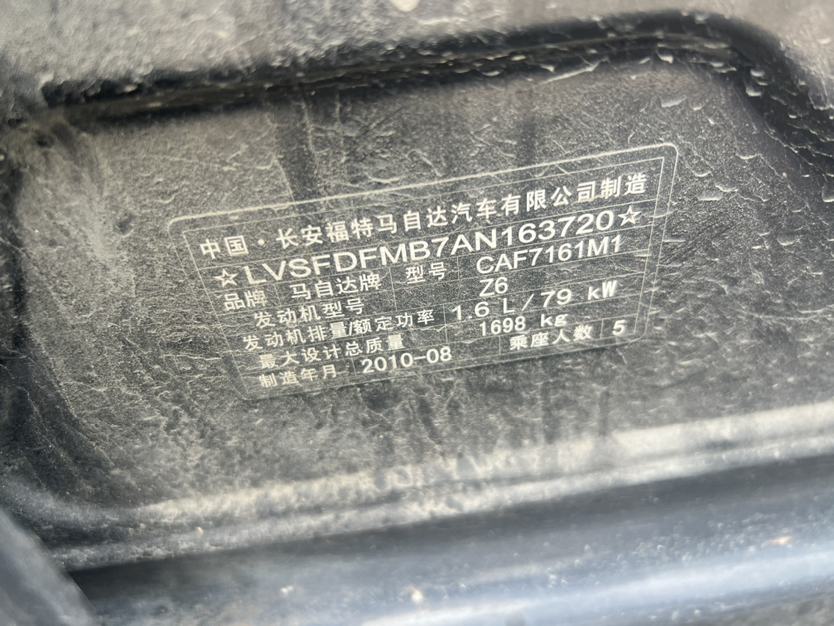 中国·长安福特马自达汽车有限公司制造
☆LVSFDFMB7AN163720☆
品牌 马自达牌 型号 CAF7161M1
发动机型号 Z6
发动机排量/额定功率 1.6 L/79 kW
最大设计总质量 1698 kg
制造年月 2010-08 乘座人数 5